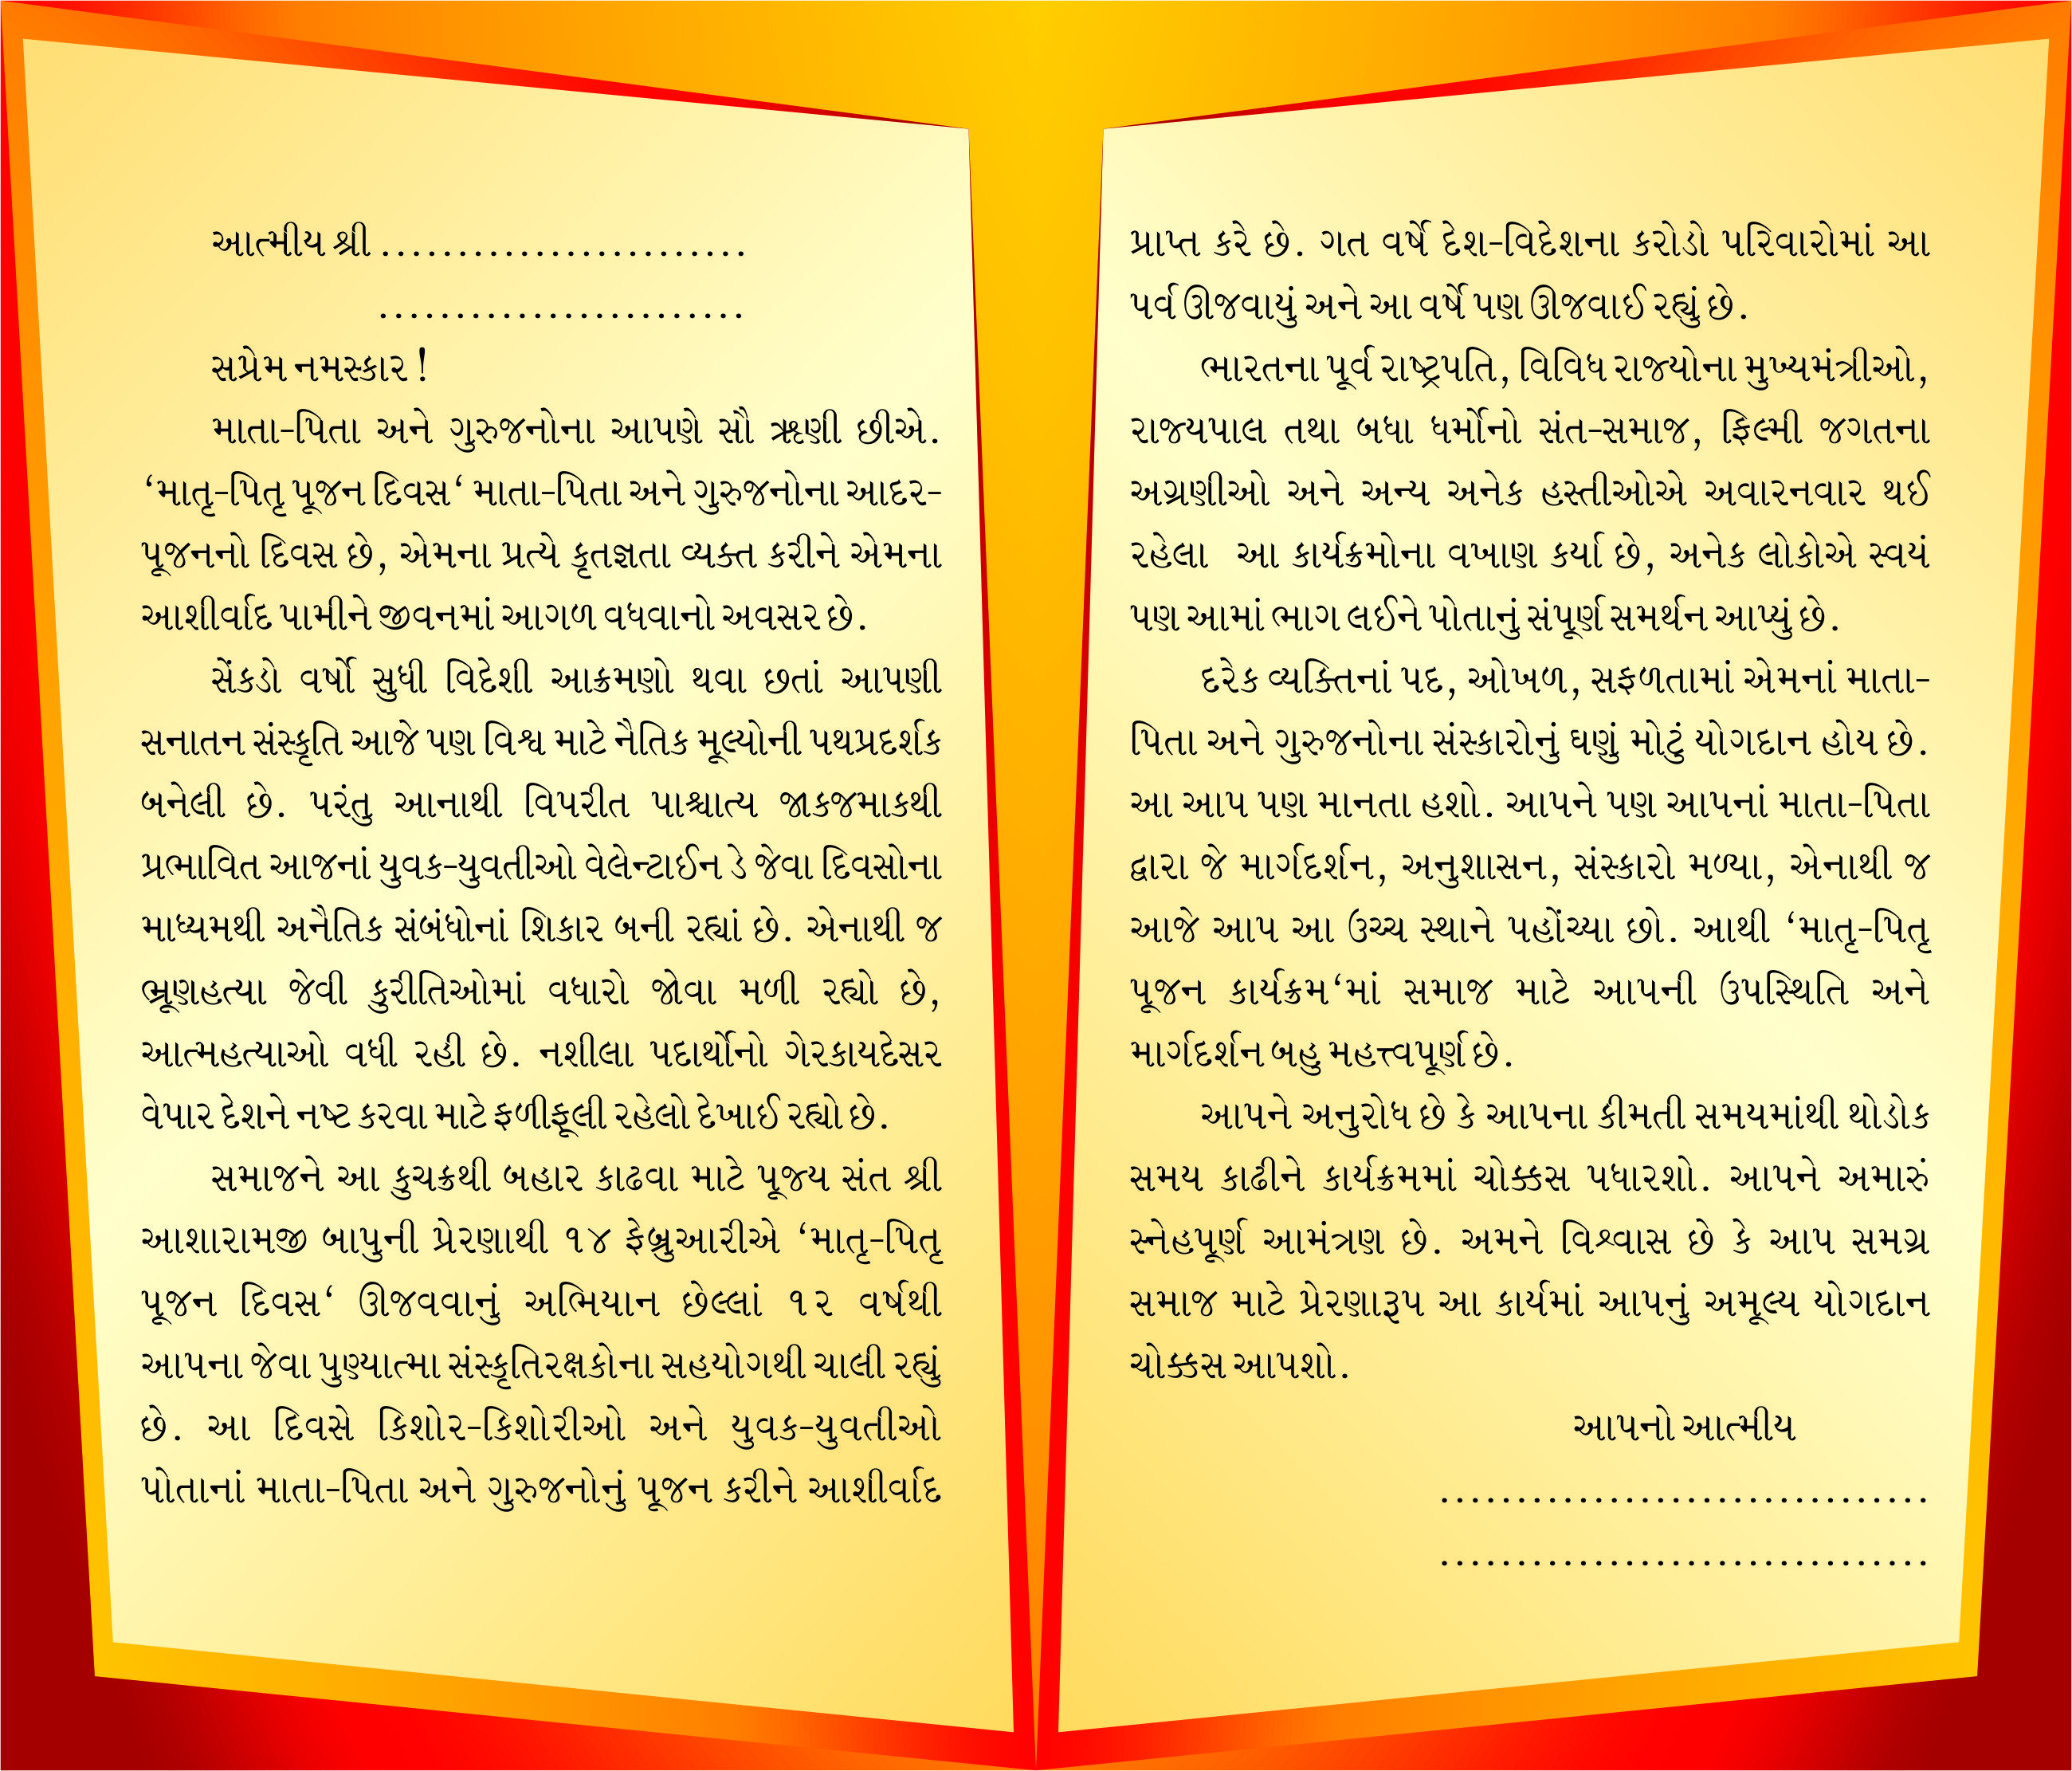 આત્મીય શ્રી ........................
........................
સપ્રેમ નમસ્કાર !
માતા-પિતા અને ગુરુજનોના આપણે સૌ ઋણી છીએ.
‘માતૃ-પિતૃ પૂજન દિવસ‘ માતા-પિતા અને ગુરુજનોના આદર-
પૂજનનો દિવસ છે, એમના પ્રત્યે કૃતજ્ઞતા વ્યક્ત કરીને એમના
આશીર્વાદ પામીને જીવનમાં આગળ વધવાનો અવસર છે.
સેંકડો વર્ષો સુધી વિદેશી આક્રમણો થવા છતાં આપણી
સનાતન સંસ્કૃતિ આજે પણ વિશ્વ માટે નૈતિક મૂલ્યોની પથપ્રદર્શક
બનેલી છે. પરંતુ આનાથી વિપરીત પાશ્ચાત્ય જાકજમાકથી
પ્રભાવિત આજનાં યુવક-યુવતીઓ વેલેન્ટાઈન ડે જેવા દિવસોના
માધ્યમથી અનૈતિક સંબંધોનાં શિકાર બની રહ્યાં છે. એનાથી જ
ભ્રૂણહત્યા જેવી કુરીતિઓમાં વધારો જોવા મળી રહ્યો છે,
આત્મહત્યાઓ વધી રહી છે. નશીલા પદાર્થોનો ગેરકાયદેસર
વેપાર દેશને નષ્ટ કરવા માટે ફળીફૂલી રહેલો દેખાઈ રહ્યો છે.
સમાજને આ કુચક્રથી બહાર કાઢવા માટે પૂજ્ય સંત શ્રી
આશારામજી બાપુની પ્રેરણાથી ૧૪ ફેબ્રુઆરીએ ‘માતૃ-પિતૃ
પૂજન દિવસ‘ ઊજવવાનું અભિયાન છેલ્લાં ૧૨ વર્ષથી
આપના જેવા પુણ્યાત્મા સંસ્કૃતિરક્ષકોના સહયોગથી ચાલી રહ્યું
છે. આ દિવસે કિશોર-કિશોરીઓ અને યુવક-યુવતીઓ
પોતાનાં માતા-પિતા અને ગુરુજનોનું પૂજન કરીને આશીર્વાદ
પ્રાપ્ત કરે છે. ગત વર્ષે દેશ-વિદેશના કરોડો પરિવારોમાં આ
પર્વ ઊજવાયું અને આ વર્ષે પણ ઊજવાઈ રહ્યું છે.
ભારતના પૂર્વ રાષ્ટ્રપતિ, વિવિધ રાજ્યોના મુખ્યમંત્રીઓ,
રાજ્યપાલ તથા બધા ધર્મોનો સંત-સમાજ, ફિલ્મી જગતના
અગ્રણીઓ અને અન્ય અનેક હસ્તીઓએ અવારનવાર થઈ
રહેલા આ કાર્યક્રમોના વખાણ કર્યા છે, અનેક લોકોએ સ્વયં
પણ આમાં ભાગ લઈને પોતાનું સંપૂર્ણ સમર્થન આપ્યું છે.
દરેક વ્યક્તિનાં પદ, ઓખળ, સફળતામાં એમનાં માતા-
પિતા અને ગુરુજનોના સંસ્કારોનું ઘણું મોટું યોગદાન હોય છે.
આ આપ પણ માનતા હશો. આપને પણ આપનાં માતા-પિતા
દ્વારા જે માર્ગદર્શન, અનુશાસન, સંસ્કારો મળ્યા, એનાથી જ
આજે આપ આ ઉચ્ચ સ્થાને પહોંચ્યા છો. આથી ‘માતૃ-પિતૃ
પૂજન કાર્યક્રમ‘માં સમાજ માટે આપની ઉપસ્થિતિ અને
માર્ગદર્શન બહુ મહત્ત્વપૂર્ણ છે.
આપને અનુરોધ છે કે આપના કીમતી સમયમાંથી થોડોક
સમય કાઢીને કાર્યક્રમમાં ચોક્કસ પધારશો. આપને અમારું
સ્નેહપૂર્ણ આમંત્રણ છે. અમને વિશ્વાસ છે કે આપ સમગ્ર
સમાજ માટે પ્રેરણારૂપ આ કાર્યમાં આપનું અમૂલ્ય યોગદાન
ચોક્કસ આપશો.
આપનો આત્મીય
................................
................................